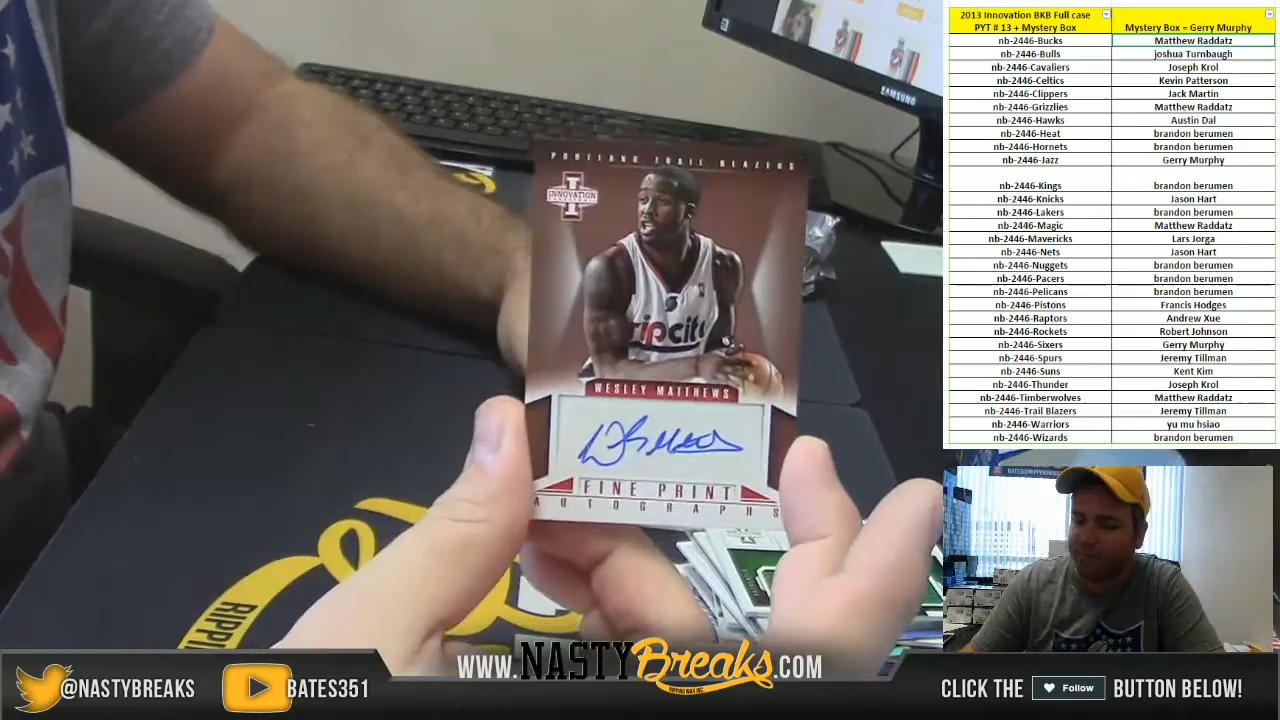 PORTLAND TRAIL BLAZERS
INNOVATION
ripcity
WESLEY MATTHEWS
FINE PRINT
AUTOGRAPHS
SAMSUNG
RIPPI
2013 Innovation BKB Full case
PYT # 13 + Mystery Box
Mystery Box = Gerry Murphy
nb-2446-Bucks Matthew Raddatz
nb-2446-Bulls joshua Turnbaugh
nb-2446-Cavaliers Joseph Krol
nb-2446-Celtics Kevin Patterson
nb-2446-Clippers Jack Martin
nb-2446-Grizzlies Matthew Raddatz
nb-2446-Hawks Austin Dal
nb-2446-Heat brandon berumen
nb-2446-Hornets brandon berumen
nb-2446-Jazz Gerry Murphy
nb-2446-Kings brandon berumen
nb-2446-Knicks Jason Hart
nb-2446-Lakers brandon berumen
nb-2446-Magic Matthew Raddatz
nb-2446-Mavericks Lars Jorga
nb-2446-Nets Jason Hart
nb-2446-Nuggets brandon berumen
nb-2446-Pacers brandon berumen
nb-2446-Pelicans brandon berumen
nb-2446-Pistons Francis Hodges
nb-2446-Raptors Andrew Xue
nb-2446-Rockets Robert Johnson
nb-2446-Sixers Gerry Murphy
nb-2446-Spurs Jeremy Tillman
nb-2446-Suns Kent Kim
nb-2446-Thunder Joseph Krol
nb-2446-Timberwolves Matthew Raddatz
nb-2446-Trail Blazers Jeremy Tillman
nb-2446-Warriors yu mu hsiao
nb-2446-Wizards brandon berumen
@NASTYBREAKS
BATES351
WWW.NASTYBreaks.COM
RIPPING WAX INC.
CLICK THE Follow BUTTON BELOW!